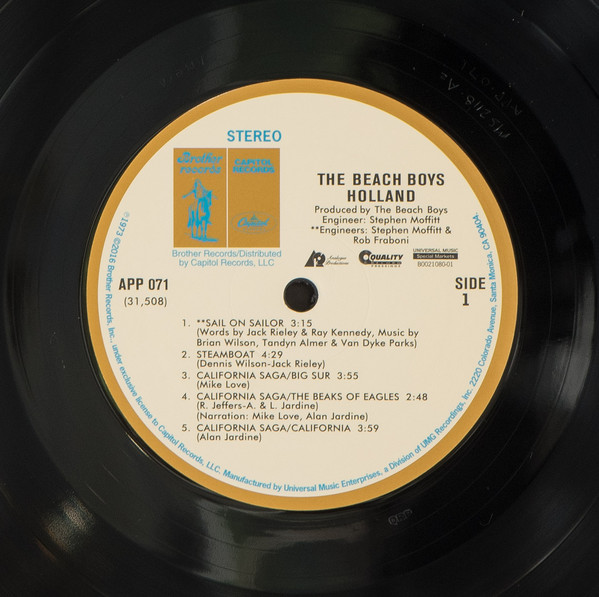 STEREO
Brother
records
CAPITOL
RECORDS
Capitol
Brother Records/Distributed
by Capitol Records, LLC
THE BEACH BOYS
HOLLAND
Produced by The Beach Boys
Engineer: Stephen Moffitt
**Engineers: Stephen Moffitt &
Rob Fraboni
Analogue
Productions
QUALITY
RECORD
PRESSINGS
UNIVERSAL MUSIC
Special Markets
B0021080-01
APP 071
(31,508)
SIDE
1
1. **SAIL ON SAILOR 3:15
(Words by Jack Rieley & Ray Kennedy, Music by
Brian Wilson, Tandyn Almer & Van Dyke Parks)
2. STEAMBOAT 4:29
(Dennis Wilson-Jack Rieley)
3. CALIFORNIA SAGA/BIG SUR 3:55
(Mike Love)
4. CALIFORNIA SAGA/THE BEAKS OF EAGLES 2:48
(R. Jeffers-A. & L. Jardine)
(Narration: Mike Love, Alan Jardine)
5. CALIFORNIA SAGA/CALIFORNIA 3:59
(Alan Jardine)
℗1973 ©2016 Brother Records, Inc., under exclusive license to Capitol Records, LLC. Manufactured by Universal Music Enterprises, a Division of UMG Recordings, Inc. 2220 Colorado Avenue, Santa Monica, CA 90404.